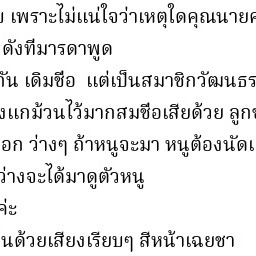 เพราะไม่แน่ใจว่าเหตุใดคุณนาย
ดังที่มารดาพูด
กัน เดิมชื่อ แต่เป็นสมาชิกวัฒนธร
แกม้วนไว้มากสมชื่อเสียด้วย ลูก
อก ว่างๆ ถ้าหนูจะมา หนูต้องนัดเ
ว่างจะได้มาดูตัวหนู
ค่ะ
นด้วยเสียงเรียบๆ สีหน้าเฉยชา